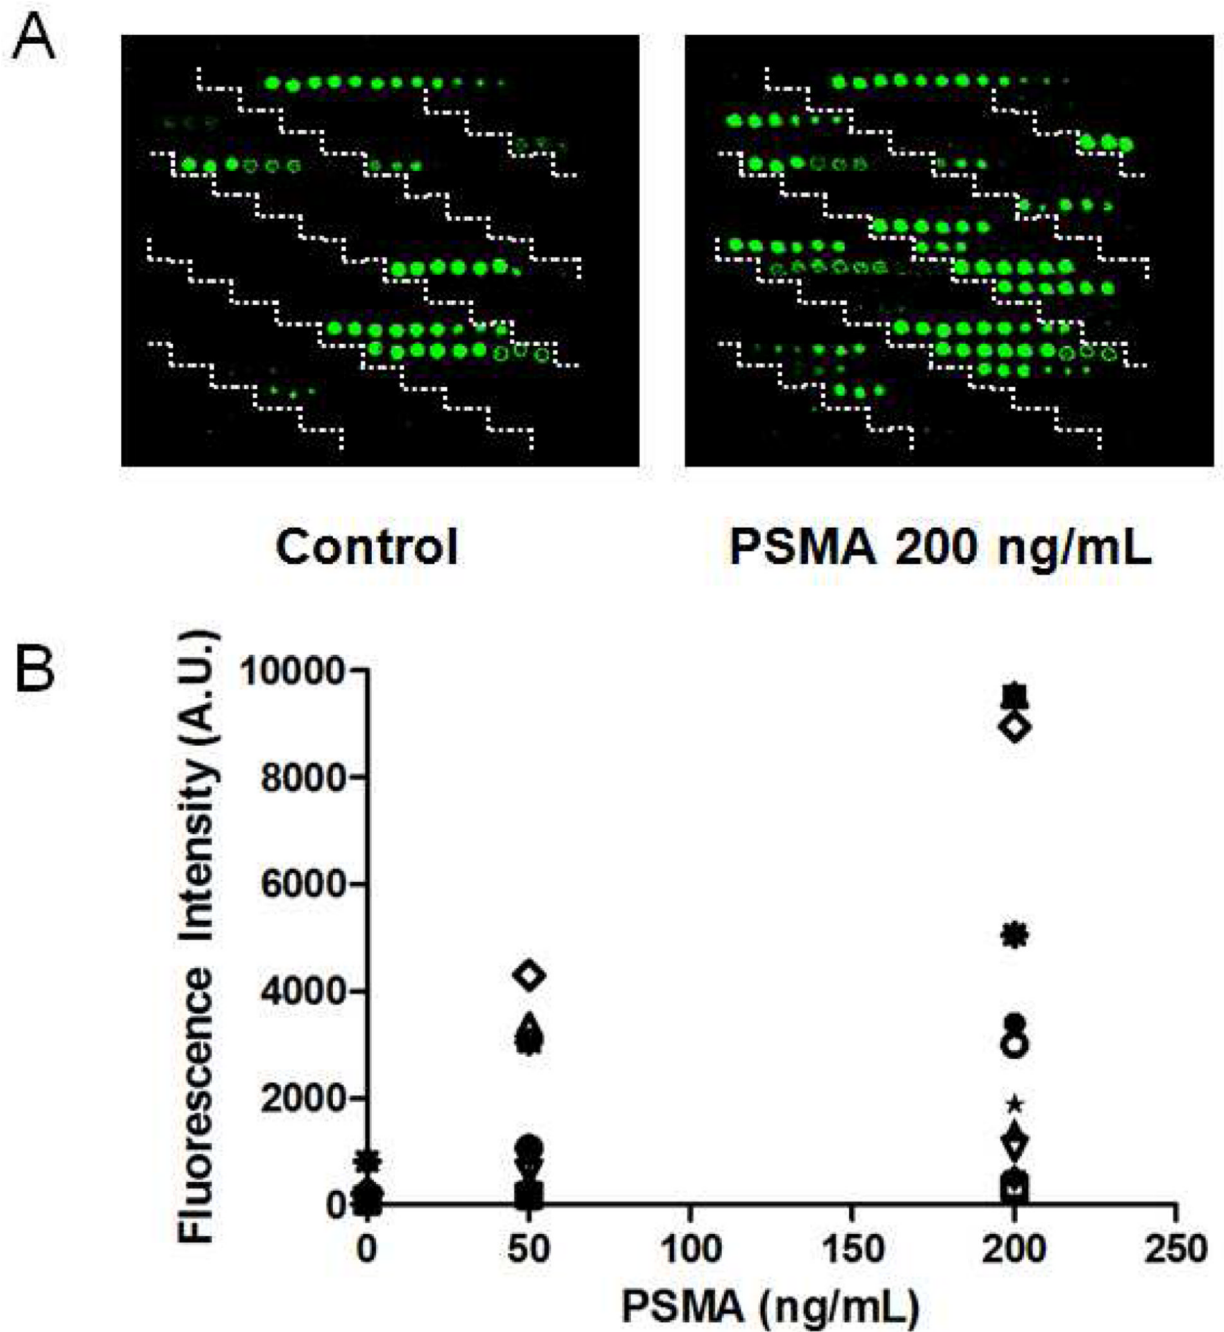 A
Control
PSMA 200 ng/mL
B
Fluorescence Intensity (A.U.)
10000
8000
6000
4000
2000
0
0 50 100 150 200 250
PSMA (ng/mL)